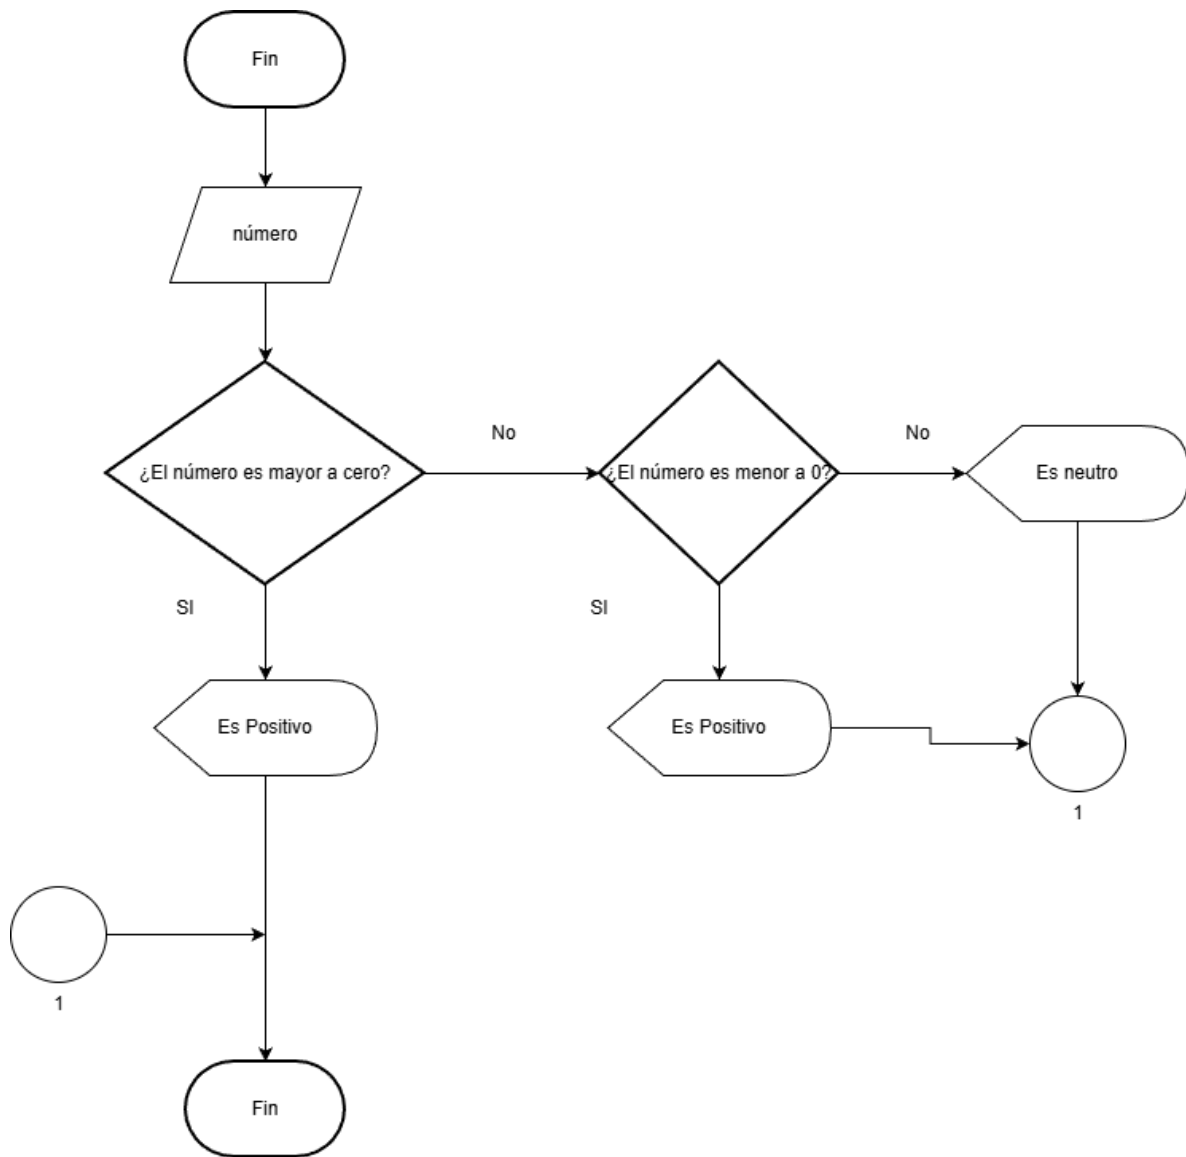 Fin
número
¿El número es mayor a cero?
No
¿El número es menor a 0?
No
Es neutro
SI
SI
Es Positivo
Es Positivo
1
1
Fin